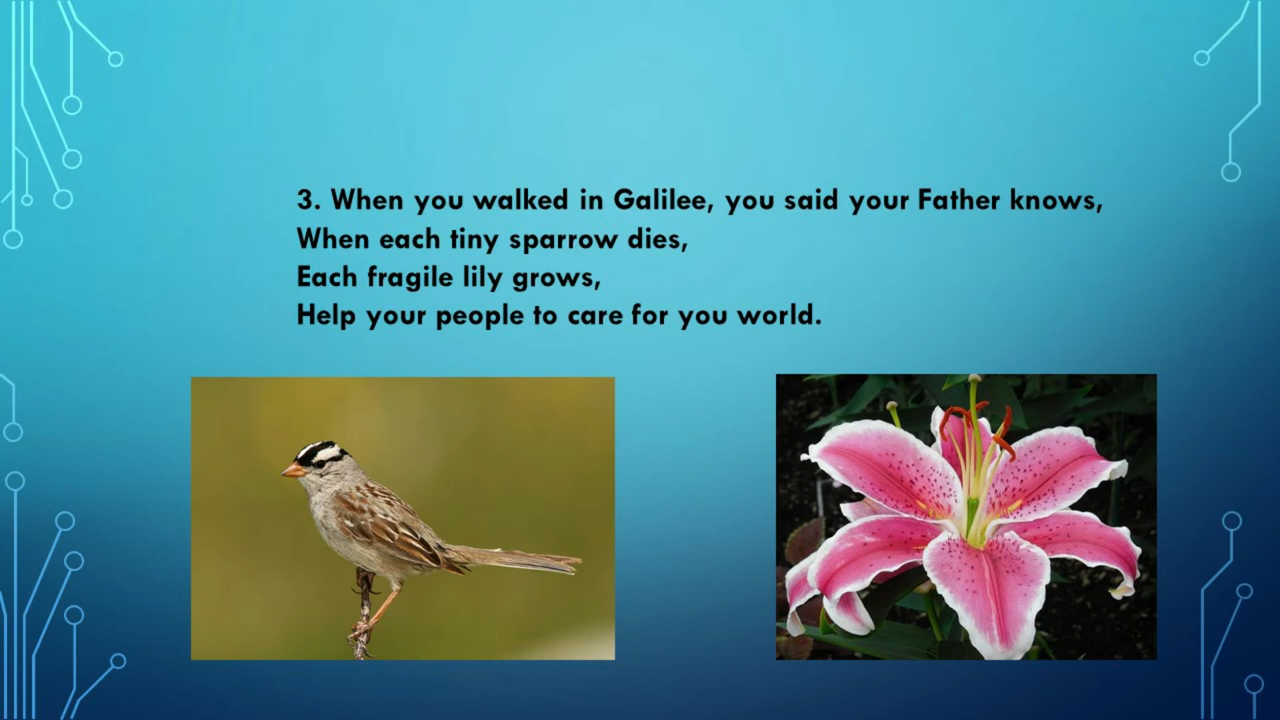 3. When you walked in Galilee, you said your Father knows,
When each tiny sparrow dies,
Each fragile lily grows,
Help your people to care for you world.